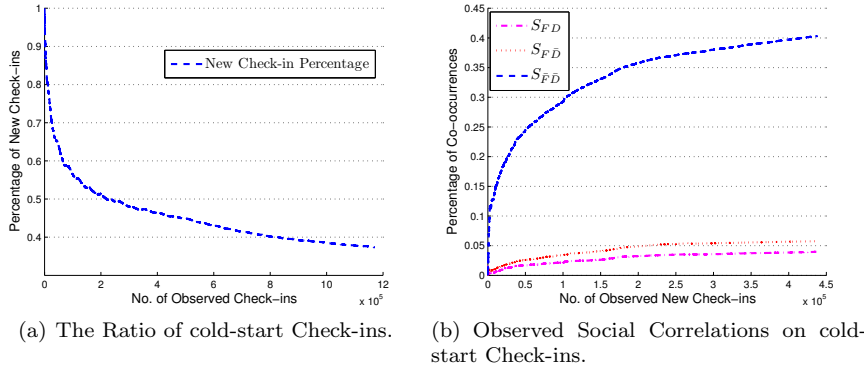 1
0.9
0.8
0.7
0.6
0.5
0.4
Percentage of New Check-ins
New Check-in Percentage
0 2 4 6 8 10 12
x 10^5
No. of Observed Check-ins
(a) The Ratio of cold-start Check-ins.
0.45
0.4
0.35
0.3
0.25
0.2
0.15
0.1
0.05
0
Percentage of Co-occurrences
S_{FD}
S_{F\bar{D}}
S_{\bar{F}\bar{D}}
0 0.5 1 1.5 2 2.5 3 3.5 4 4.5
x 10^5
No. of Observed New Check-ins
(b) Observed Social Correlations on cold-
start Check-ins.